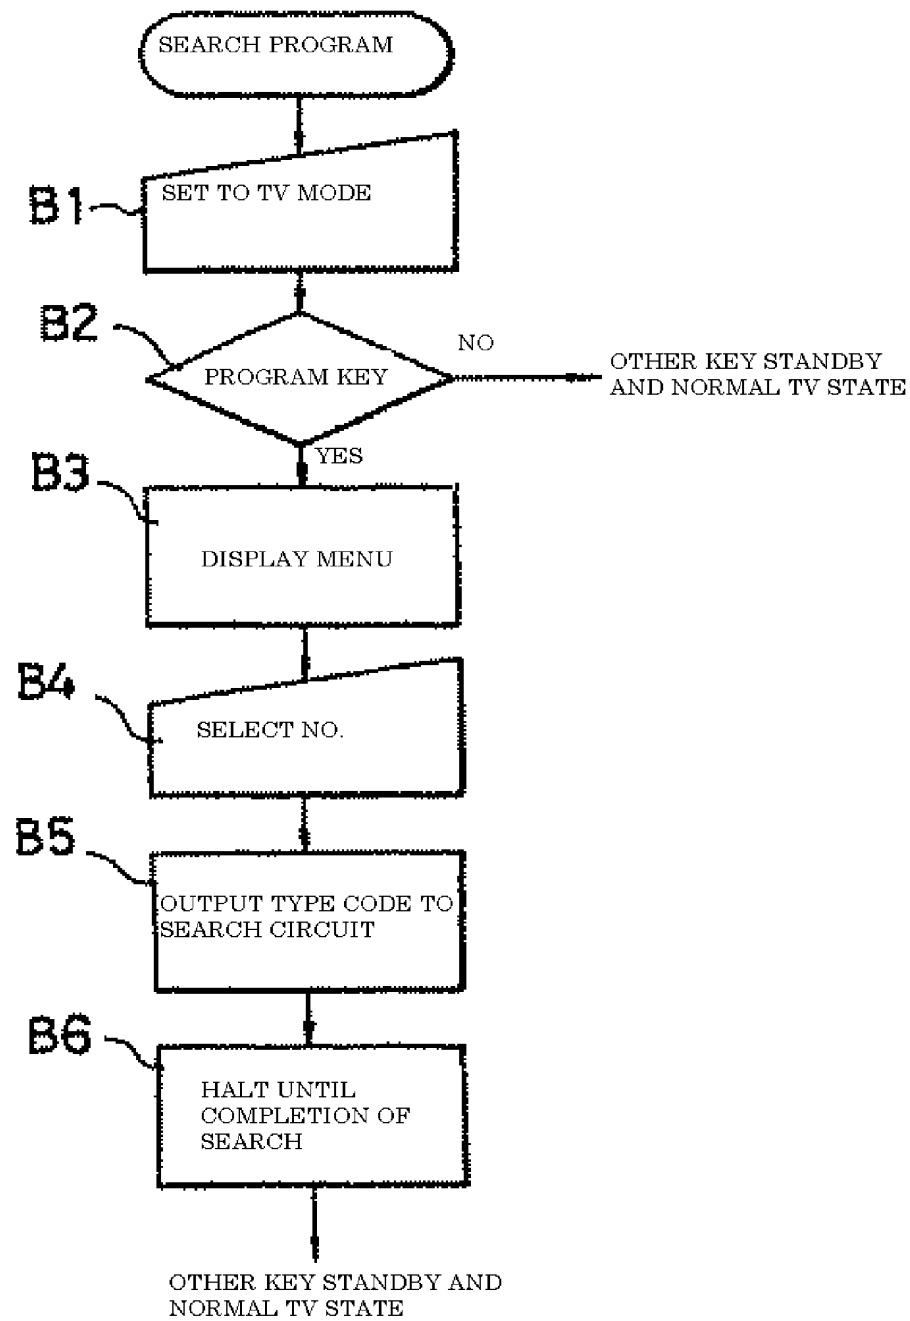 SEARCH PROGRAM
B1
SET TO TV MODE
B2
PROGRAM KEY
NO
OTHER KEY STANDBY
AND NORMAL TV STATE
YES
B3
DISPLAY MENU
B4
SELECT NO.
B5
OUTPUT TYPE CODE TO
SEARCH CIRCUIT
B6
HALT UNTIL
COMPLETION OF
SEARCH
OTHER KEY STANDBY AND
NORMAL TV STATE